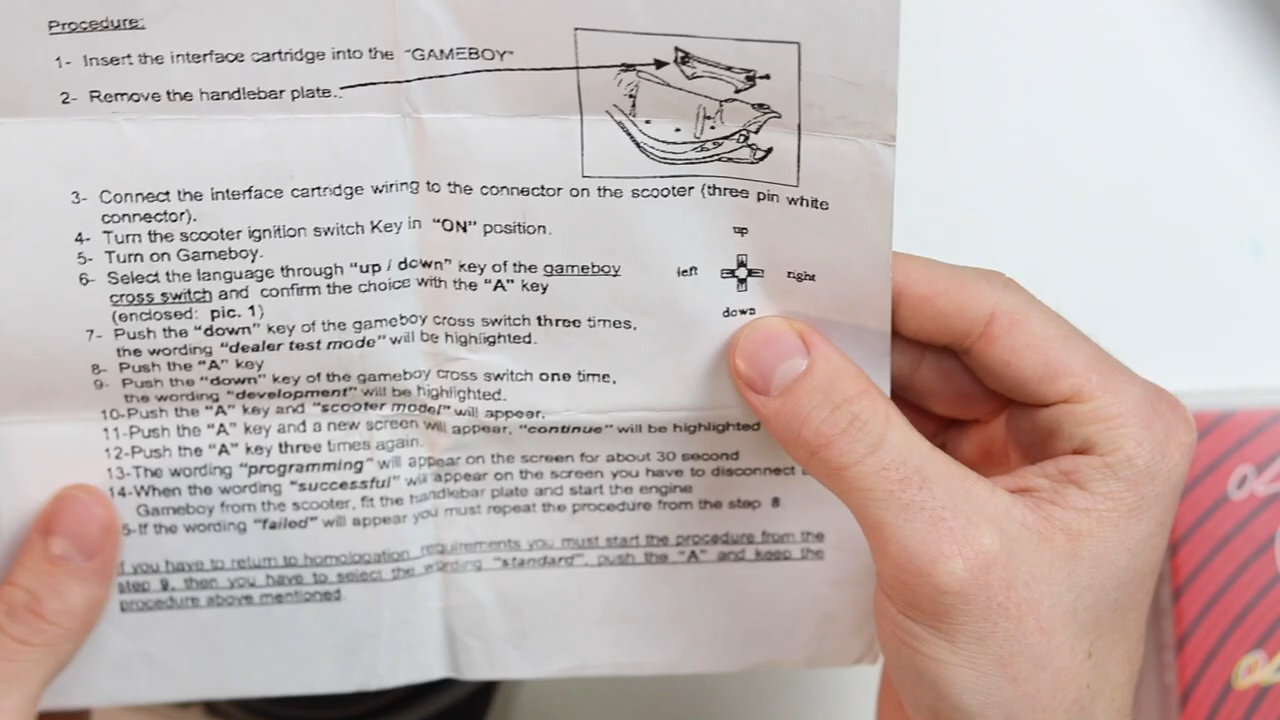 Procedure:
1- Insert the interface cartridge into the "GAMEBOY"
2- Remove the handlebar plate..
3- Connect the interface cartridge wiring to the connector on the scooter (three pin white
connector).
4- Turn the scooter ignition switch Key in "ON" position.
5- Turn on Gameboy.
6- Select the language through "up / down" key of the gameboy
cross switch and confirm the choice with the "A" key
(enclosed: pic. 1)
up
left
right
down
7- Push the "down" key of the gameboy cross switch three times,
the wording "dealer test mode" will be highlighted.
8- Push the "A" key
9- Push the "down" key of the gameboy cross switch one time,
the wording "development" will be highlighted.
10-Push the "A" key and "scooter model" will appear.
11-Push the "A" key and a new screen will appear, "continue" will be highlighted
12-Push the "A" key three times again.
13-The wording "programming" will appear on the screen for about 30 second
14-When the wording "successful" will appear on the screen you have to disconnect
Gameboy from the scooter, fit the handlebar plate and start the engine
5-If the wording "failed" will appear you must repeat the procedure from the step 8
f you have to return to homologation requirements you must start the procedure from the
step 9, then you have to select the wording "standard", push the "A" and keep the
procedure above mentioned